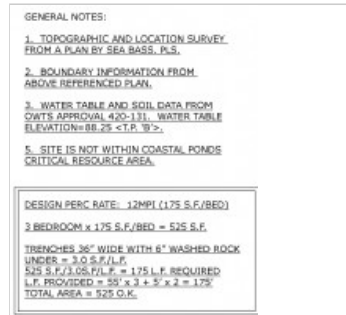 GENERAL NOTES:
1. TOPOGRAPHIC AND LOCATION SURVEY
FROM A PLAN BY SEA BASS, PLS.
2. BOUNDARY INFORMATION FROM
ABOVE REFERENCED PLAN.
3. WATER TABLE AND SOIL DATA FROM
OWTS APPROVAL 420-131. WATER TABLE
ELEVATION=88.25 <T.P. 'B'>.
5. SITE IS NOT WITHIN COASTAL PONDS
CRITICAL RESOURCE AREA.
DESIGN PERC RATE: 12MPI (175 S.F./BED)
3 BEDROOM x 175 S.F./BED = 525 S.F.
TRENCHES 36" WIDE WITH 6" WASHED ROCK
UNDER = 3.0 S.F./L.F.
525 S.F./3.0S.F/L.F. = 175 L.F. REQUIRED
L.F. PROVIDED = 55' x 3 + 5' x 2 = 175'
TOTAL AREA = 525 O.K.